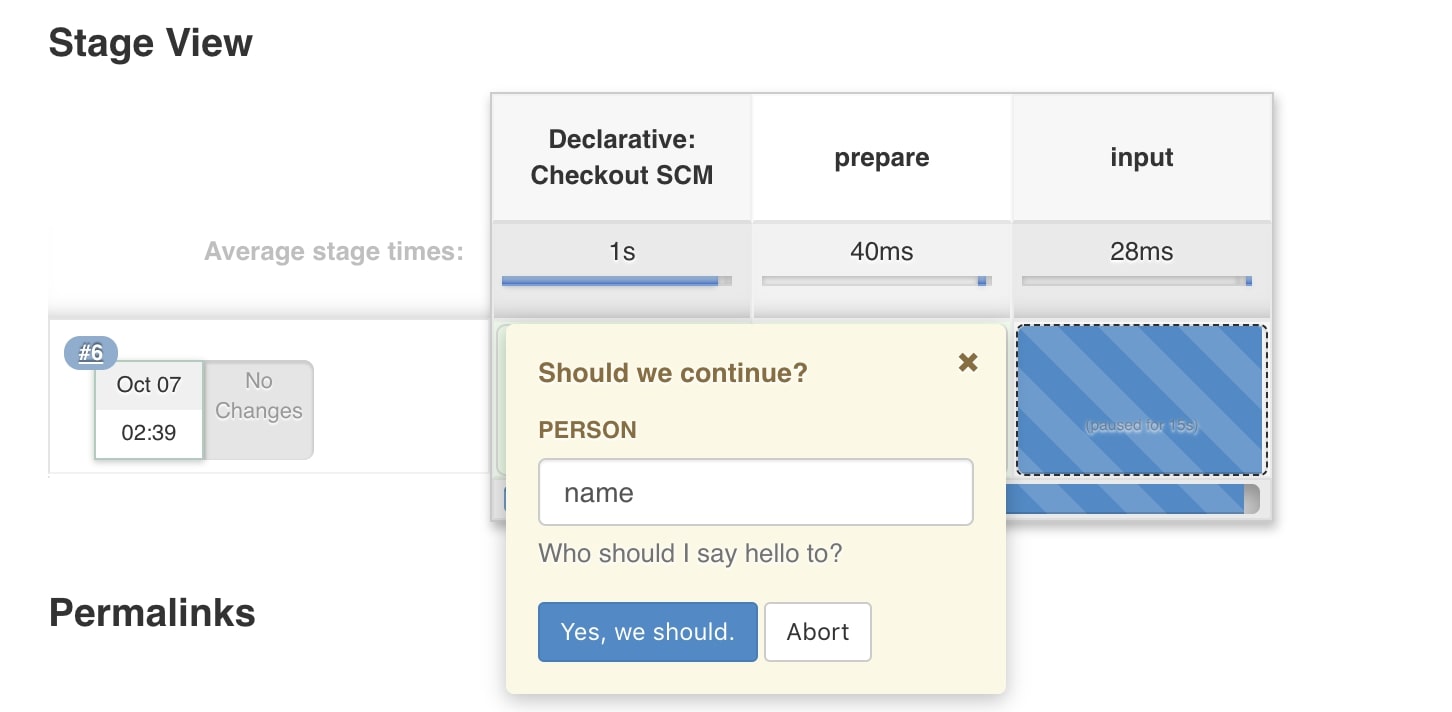 Stage View
Declarative:
Checkout SCM
prepare
input
Average stage times:
1s
40ms
28ms
#6
Oct 07
02:39
No
Changes
Should we continue?
✖
PERSON
name
Who should I say hello to?
Yes, we should.
Abort
(paused for 15s)
Permalinks